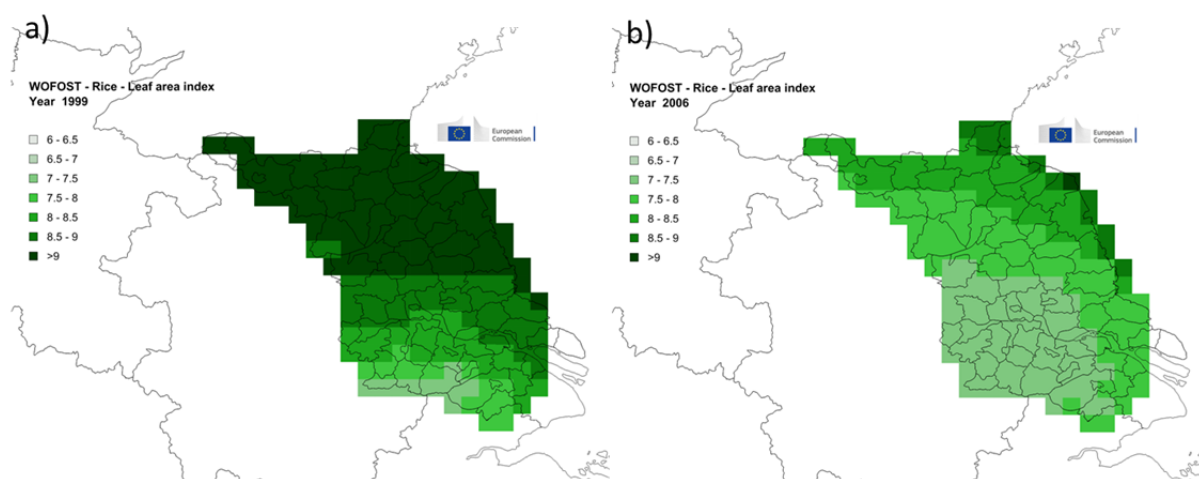 a)
WOFOST - Rice - Leaf area index
Year 1999
6 - 6.5
6.5 - 7
7 - 7.5
7.5 - 8
8 - 8.5
8.5 - 9
>9
European
Commission
b)
WOFOST - Rice - Leaf area index
Year 2006
6 - 6.5
6.5 - 7
7 - 7.5
7.5 - 8
8 - 8.5
8.5 - 9
>9
European
Commission